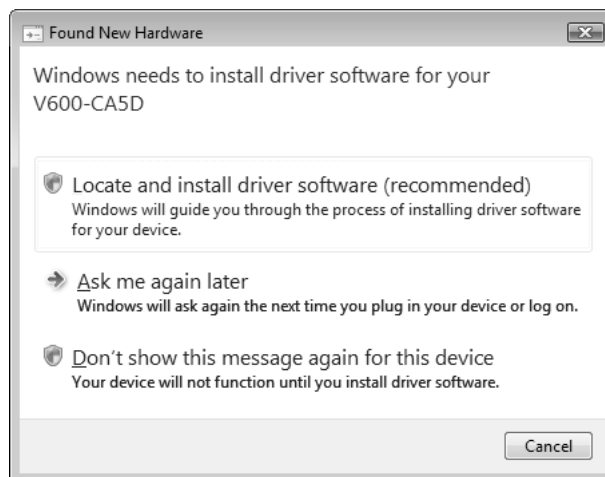 Found New Hardware
Windows needs to install driver software for your
V600-CA5D
Locate and install driver software (recommended)
Windows will guide you through the process of installing driver software
for your device.
Ask me again later
Windows will ask again the next time you plug in your device or log on.
Don't show this message again for this device
Your device will not function until you install driver software.
Cancel